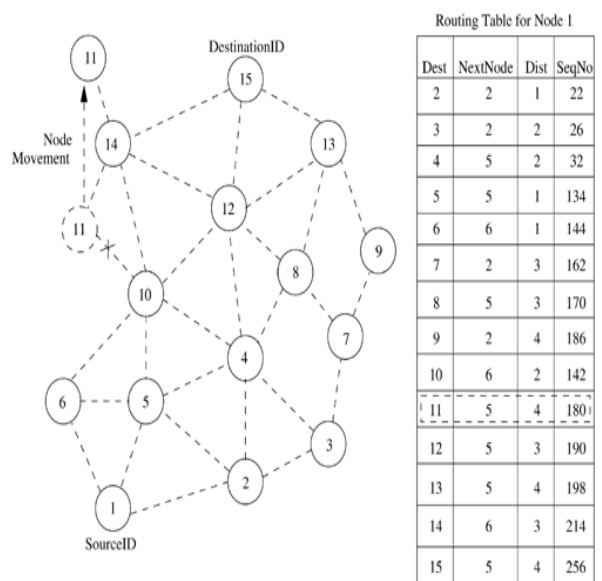 Routing Table for Node 1
Dest NextNode Dist SeqNo
2 2 1 22
3 2 2 26
4 5 2 32
5 5 1 134
6 6 1 144
7 2 3 162
8 5 3 170
9 2 4 186
10 6 2 142
11 5 4 180
12 5 3 190
13 5 4 198
14 6 3 214
15 5 4 256
DestinationID
11
15
Node
Movement
14
13
12
11
9
8
10
7
4
6
5
3
2
1
SourceID